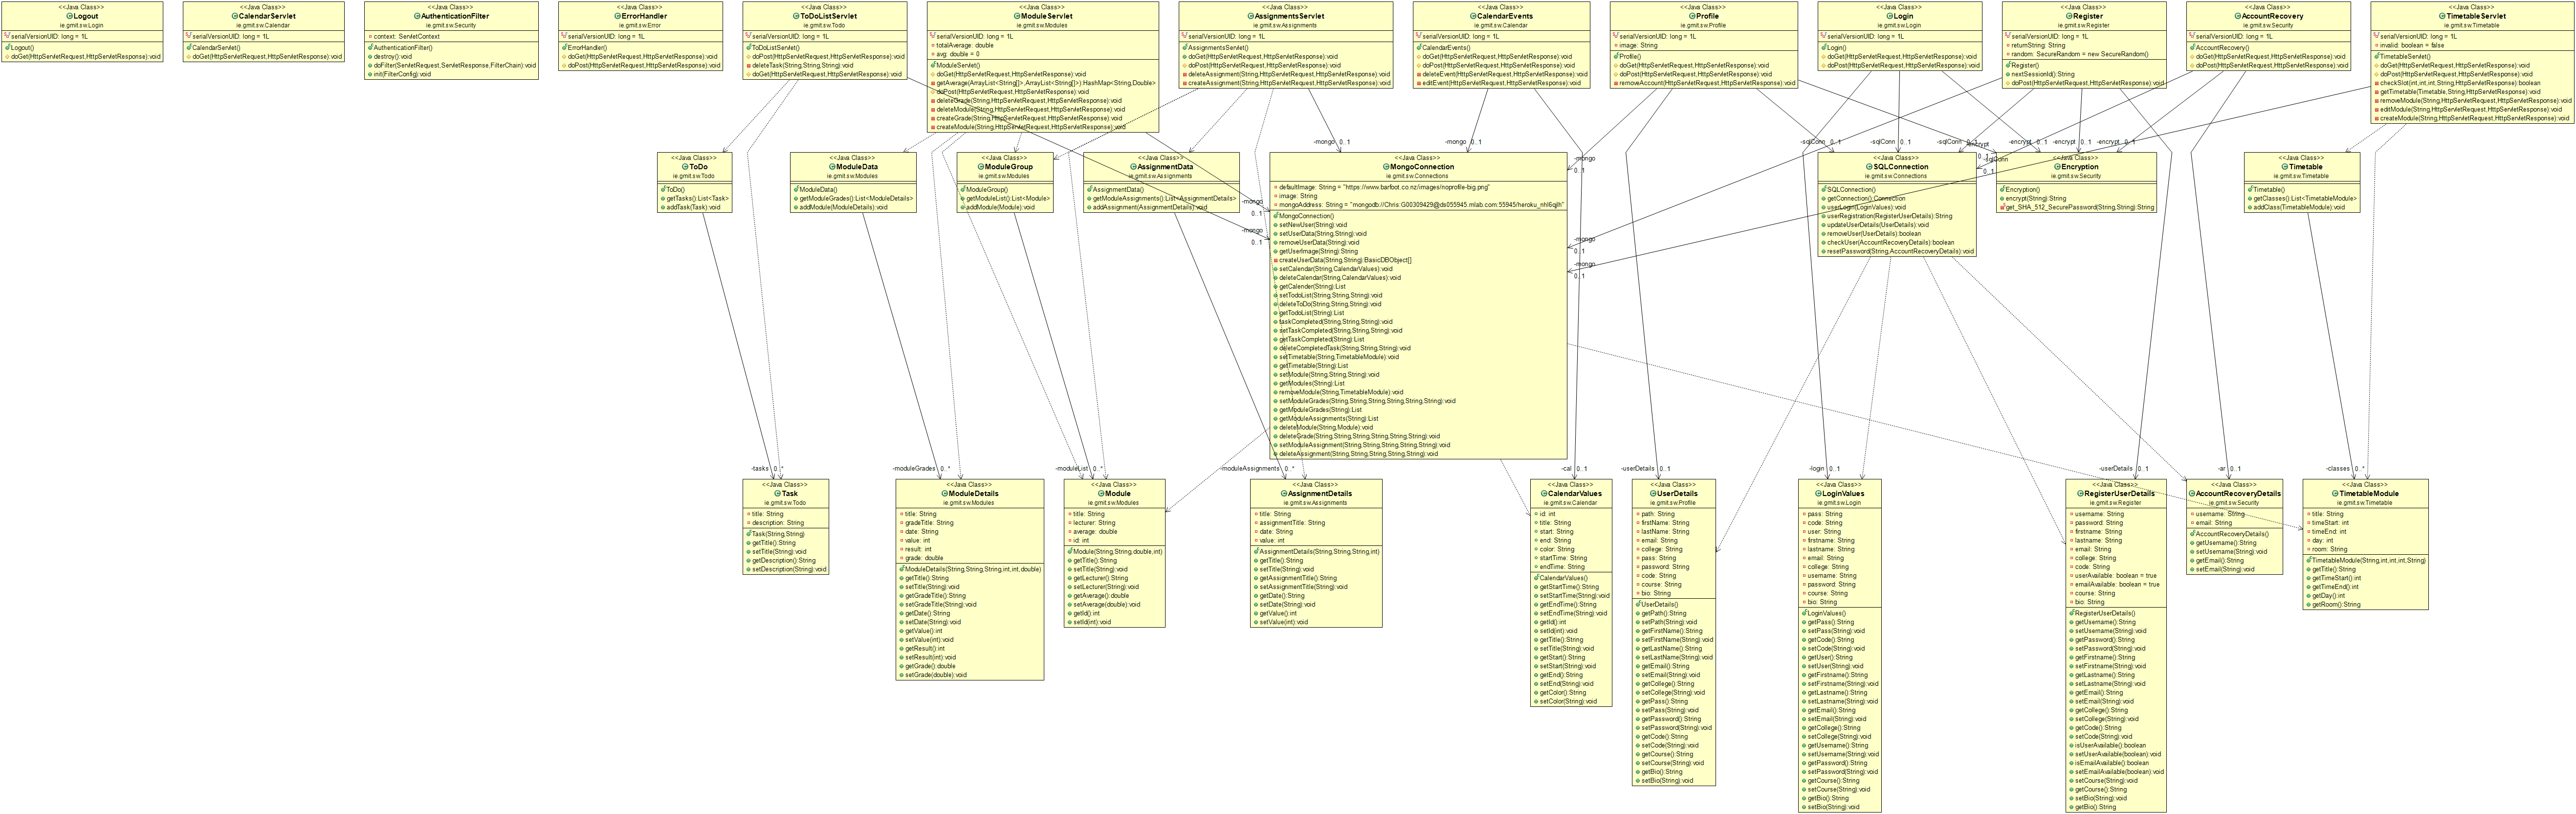 <<Java Class>>
Logout
ie.gmit.sw.Login
serialVersionUID: long = 1L
Logout()
doGet(HttpServletRequest,HttpServletResponse):void
<<Java Class>>
CalendarServlet
ie.gmit.sw.Calendar
serialVersionUID: long = 1L
CalendarServlet()
doGet(HttpServletRequest,HttpServletResponse):void
<<Java Class>>
AuthenticationFilter
ie.gmit.sw.Security
context: ServletContext
AuthenticationFilter()
destroy():void
doFilter(ServletRequest,ServletResponse,FilterChain):void
init(FilterConfig):void
<<Java Class>>
ErrorHandler
ie.gmit.sw.Error
serialVersionUID: long = 1L
ErrorHandler()
doGet(HttpServletRequest,HttpServletResponse):void
doPost(HttpServletRequest,HttpServletResponse):void
<<Java Class>>
ToDoListServlet
ie.gmit.sw.Todo
serialVersionUID: long = 1L
ToDoListServlet()
doPost(HttpServletRequest,HttpServletResponse):void
deleteTask(String,String,String):void
doGet(HttpServletRequest,HttpServletResponse):void
<<Java Class>>
ModuleServlet
ie.gmit.sw.Modules
serialVersionUID: long = 1L
totalAverage: double
avg: double = 0
ModuleServlet()
doGet(HttpServletRequest,HttpServletResponse):void
getAverage(ArrayList<String[]>,ArrayList<String[]>):HashMap<String,Double>
doPost(HttpServletRequest,HttpServletResponse):void
deleteGrade(String,HttpServletRequest,HttpServletResponse):void
deleteModule(String,HttpServletRequest,HttpServletResponse):void
createGrade(String,HttpServletRequest,HttpServletResponse):void
createModule(String,HttpServletRequest,HttpServletResponse):void
<<Java Class>>
AssignmentsServlet
ie.gmit.sw.Assignments
serialVersionUID: long = 1L
AssignmentsServlet()
doGet(HttpServletRequest,HttpServletResponse):void
doPost(HttpServletRequest,HttpServletResponse):void
deleteAssignment(String,HttpServletRequest,HttpServletResponse):void
createAssignment(String,HttpServletRequest,HttpServletResponse):void
<<Java Class>>
CalendarEvents
ie.gmit.sw.Calendar
serialVersionUID: long = 1L
CalendarEvents()
doGet(HttpServletRequest,HttpServletResponse):void
doPost(HttpServletRequest,HttpServletResponse):void
deleteEvent(HttpServletRequest,HttpServletResponse):void
editEvent(HttpServletRequest,HttpServletResponse):void
<<Java Class>>
Profile
ie.gmit.sw.Profile
serialVersionUID: long = 1L
image: String
Profile()
doGet(HttpServletRequest,HttpServletResponse):void
doPost(HttpServletRequest,HttpServletResponse):void
removeAccount(HttpServletRequest,HttpServletResponse):void
<<Java Class>>
Login
ie.gmit.sw.Login
serialVersionUID: long = 1L
Login()
doGet(HttpServletRequest,HttpServletResponse):void
doPost(HttpServletRequest,HttpServletResponse):void
<<Java Class>>
Register
ie.gmit.sw.Register
serialVersionUID: long = 1L
returnString: String
random: SecureRandom = new SecureRandom()
Register()
nextSessionId():String
doPost(HttpServletRequest,HttpServletResponse):void
<<Java Class>>
AccountRecovery
ie.gmit.sw.Security
serialVersionUID: long = 1L
AccountRecovery()
doGet(HttpServletRequest,HttpServletResponse):void
doPost(HttpServletRequest,HttpServletResponse):void
<<Java Class>>
TimetableServlet
ie.gmit.sw.Timetable
serialVersionUID: long = 1L
invalid: boolean = false
TimetableServlet()
doGet(HttpServletRequest,HttpServletResponse):void
doPost(HttpServletRequest,HttpServletResponse):void
checkSlot(int,int,String,HttpServletResponse):boolean
getTimetable(Timetable,String,HttpServletRequest):void
removeModule(String,HttpServletRequest,HttpServletResponse):void
editModule(String,HttpServletRequest,HttpServletResponse):void
createModule(String,HttpServletRequest,HttpServletResponse):void
<<Java Class>>
ToDo
ie.gmit.sw.Todo
ToDo()
getTasks():List<Task>
addTask(Task):void
<<Java Class>>
ModuleData
ie.gmit.sw.Modules
ModuleData()
getModuleGrades():List<ModuleDetails>
addModule(ModuleDetails):void
<<Java Class>>
ModuleGroup
ie.gmit.sw.Modules
ModuleGroup()
getModuleList():List<Module>
addModule(Module):void
<<Java Class>>
AssignmentData
ie.gmit.sw.Assignments
AssignmentData()
getModuleAssignments():List<AssignmentDetails>
addAssignment(AssignmentDetails):void
-mongo 0..1
-mongo 0..1
-mongo
0..1
-mongo
0..1
<<Java Class>>
MongoConnection
ie.gmit.sw.Connections
defaultImage: String = "https://www.barfoot.co.nz/images/noprofile-big.png"
image: String
mongoAddress: String = "mongodb://Chris:G00309429@ds055945.mlab.com:55945/heroku_nhl6qjlh"
MongoConnection()
setNewUser(String):void
setUserData(String,String):void
removeUserData(String):void
getUserImage(String):String
createUserData(String,String):BasicDBObject[]
setCalendar(String,CalendarValues):void
deleteCalendar(String,CalendarValues):void
getCalender(String):List
setTodoList(String,String,String):void
deleteToDo(String,String,String):void
getTodoList(String):List
taskCompleted(String,String,String):void
setTaskCompleted(String,String,String):void
getTaskCompleted(String):List
deleteCompletedTask(String,String,String):void
setTimetable(String,TimetableModule):void
getTimetable(String):List
setModule(String,String,String):void
getModules(String):List
removeModule(String,TimetableModule):void
setModuleGrades(String,String,String,String,String,String):void
getModuleGrades(String):List
getModuleAssignments(String):List
deleteModule(String,Module):void
deleteGrade(String,String,String,String,String,String):void
setModuleAssignment(String,String,String,String,String):void
deleteAssignment(String,String,String,String,String):void
-mongo
0..1
-mongo
0..1
-mongo
0..1
-sqlConn 0..1
-sqlConn 0..1
-sqlConn
-sqlConn
0..1
<<Java Class>>
SQLConnection
ie.gmit.sw.Connections
SQLConnection()
getConnection():Connection
userLogin(LoginValues):void
userRegistration(RegisterUserDetails):String
updateUserDetails(UserDetails):void
removeUser(UserDetails):boolean
checkUser(AccountRecoveryDetails):boolean
resetPassword(String,AccountRecoveryDetails):void
-encrypt 0..1
-encrypt 0..1
-encrypt 0..1
<<Java Class>>
Encryption
ie.gmit.sw.Security
Encryption()
encrypt(String):String
get_SHA_512_SecurePassword(String,String):String
<<Java Class>>
Timetable
ie.gmit.sw.Timetable
Timetable()
getClasses():List<TimetableModule>
addClass(TimetableModule):void
-tasks 0..*
<<Java Class>>
Task
ie.gmit.sw.Todo
title: String
description: String
Task(String,String)
getTitle():String
setTitle(String):void
getDescription():String
setDescription(String):void
-moduleGrades 0..*
<<Java Class>>
ModuleDetails
ie.gmit.sw.Modules
title: String
gradeTitle: String
date: String
value: int
result: int
grade: double
ModuleDetails(String,String,String,int,int,double)
getTitle():String
setTitle(String):void
getGradeTitle():String
setGradeTitle(String):void
getDate():String
setDate(String):void
getValue():int
setValue(int):void
getResult():int
setResult(int):void
getGrade():double
setGrade(double):void
-moduleList 0..*
<<Java Class>>
Module
ie.gmit.sw.Modules
title: String
lecturer: String
average: double
id: int
Module(String,String,double,int)
getTitle():String
setTitle(String):void
getLecturer():String
setLecturer(String):void
getAverage():double
setAverage(double):void
getId():int
setId(int):void
-moduleAssignments 0..*
<<Java Class>>
AssignmentDetails
ie.gmit.sw.Assignments
title: String
assignmentTitle: String
date: String
value: int
AssignmentDetails(String,String,String,int)
getTitle():String
setTitle(String):void
getAssignmentTitle():String
setAssignmentTitle(String):void
getDate():String
setDate(String):void
getValue():int
setValue(int):void
-cal 0..1
<<Java Class>>
CalendarValues
ie.gmit.sw.Calendar
id: int
title: String
start: String
end: String
color: String
startTime: String
endTime: String
CalendarValues()
getStartTime():String
setStartTime(String):void
getEndTime():String
setEndTime(String):void
getId():int
setId(int):void
getTitle():String
setTitle(String):void
getStart():String
setStart(String):void
getEnd():String
setEnd(String):void
getColor():String
setColor(String):void
-userDetails 0..1
<<Java Class>>
UserDetails
ie.gmit.sw.Profile
path: String
firstName: String
lastName: String
email: String
college: String
pass: String
password: String
code: String
course: String
bio: String
UserDetails()
getPath():String
setPath(String):void
getFirstName():String
setFirstName(String):void
getLastName():String
setLastName(String):void
getEmail():String
setEmail(String):void
getCollege():String
setCollege(String):void
getPass():String
setPass(String):void
getPassword():String
setPassword(String):void
getCode():String
setCode(String):void
getCourse():String
setCourse(String):void
getBio():String
setBio(String):void
-login 0..1
<<Java Class>>
LoginValues
ie.gmit.sw.Login
pass: String
code: String
user: String
firstname: String
lastname: String
email: String
college: String
username: String
password: String
course: String
bio: String
LoginValues()
getPass():String
setPass(String):void
getCode():String
setCode(String):void
getUser():String
setUser(String):void
getFirstname():String
setFirstname(String):void
getLastname():String
setLastname(String):void
getEmail():String
setEmail(String):void
getCollege():String
setCollege(String):void
getUsername():String
setUsername(String):void
getPassword():String
setPassword(String):void
getCourse():String
setCourse(String):void
getBio():String
setBio(String):void
-userDetails 0..1
<<Java Class>>
RegisterUserDetails
ie.gmit.sw.Register
username: String
password: String
firstname: String
lastname: String
email: String
college: String
code: String
userAvailable: boolean = true
emailAvailable: boolean = true
course: String
bio: String
RegisterUserDetails()
getUsername():String
setUsername(String):void
getPassword():String
setPassword(String):void
getFirstname():String
setFirstname(String):void
getLastname():String
setLastname(String):void
getEmail():String
setEmail(String):void
getCollege():String
setCollege(String):void
getCode():String
setCode(String):void
isUserAvailable():boolean
setUserAvailable(boolean):void
isEmailAvailable():boolean
setEmailAvailable(boolean):void
setCourse(String):void
getCourse():String
setBio(String):void
getBio():String
-ar 0..1
<<Java Class>>
AccountRecoveryDetails
ie.gmit.sw.Security
username: String
email: String
AccountRecoveryDetails()
getUsername():String
setUsername(String):void
getEmail():String
setEmail(String):void
-classes 0..*
<<Java Class>>
TimetableModule
ie.gmit.sw.Timetable
title: String
timeStart: int
timeEnd: int
day: int
room: String
TimetableModule(String,int,int,int,String)
getTitle():String
getTimeStart():int
getTimeEnd():int
getDay():int
getRoom():String